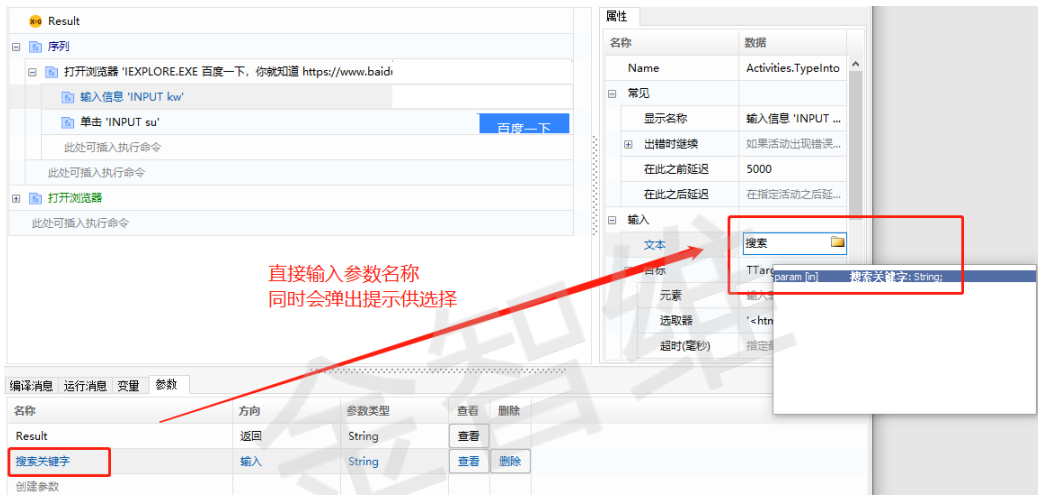 Result
序列
打开浏览器 'IEXPLORE.EXE 百度一下，你就知道 https://www.baid
输入信息 'INPUT kw'
单击 'INPUT su'
百度一下
此处可插入执行命令
此处可插入执行命令
打开浏览器
此处可插入执行命令
直接输入参数名称
同时会弹出提示供选择
属性
名称 数据
Name Activities.TypeInto
常见
显示名称 输入信息 'INPUT ...
出错时继续 如果活动出现错误...
在此之前延迟 5000
在此之后延迟 在指定活动之后延...
输入
文本 搜索
目标 TTar
param [in] 搜索关键字: String;
元素
选取器 '<htm
超时(毫秒)
编译消息 运行消息 变量 参数
名称 方向 参数类型 查看 删除
Result 返回 String 查看
搜索关键字 输入 String 查看 删除
创建参数
金智维